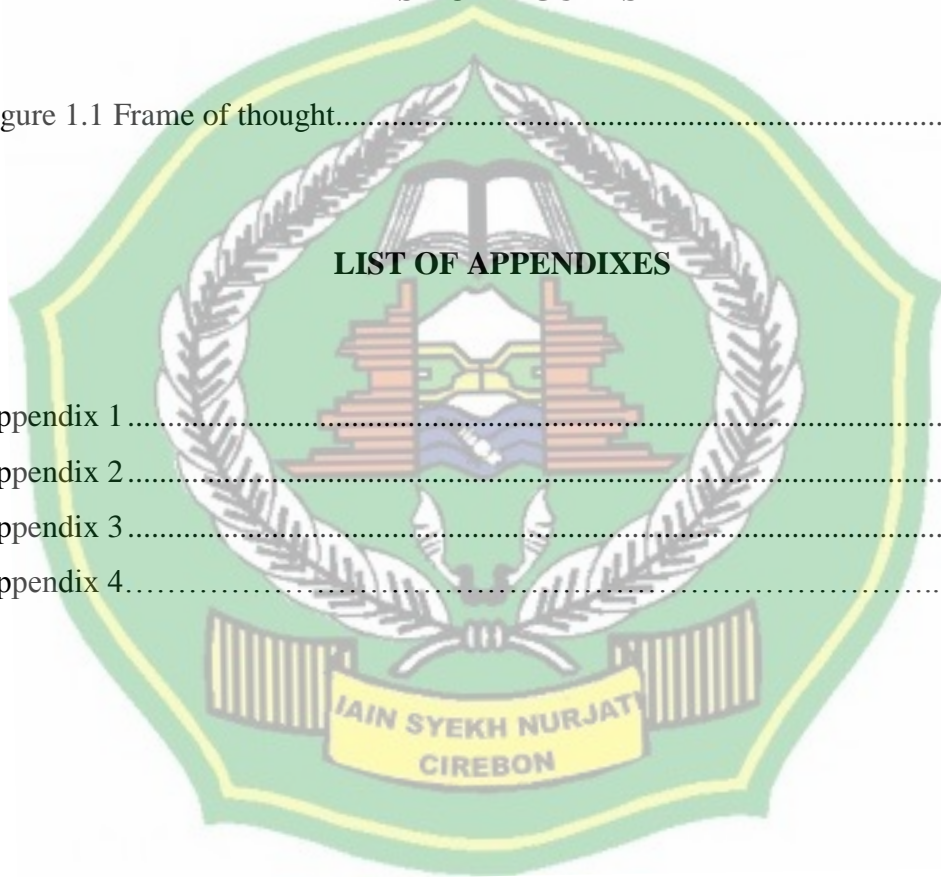 gure 1.1 Frame of thought......................................................................................
LIST OF APPENDIXES
ppendix 1......................................................................................................
ppendix 2......................................................................................................
ppendix 3......................................................................................................
ppendix 4……………………………………………………………………..
IAIN SYEKH NURJATI
CIREBON